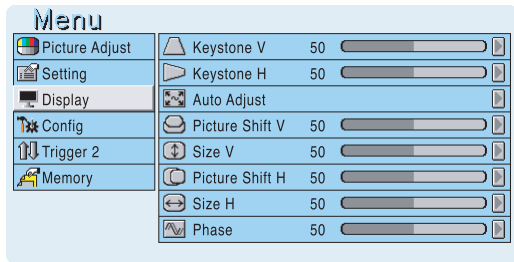 Menu
Picture Adjust
Setting
Display
Config
Trigger 2
Memory
Keystone V 50
Keystone H 50
Auto Adjust
Picture Shift V 50
Size V 50
Picture Shift H 50
Size H 50
Phase 50